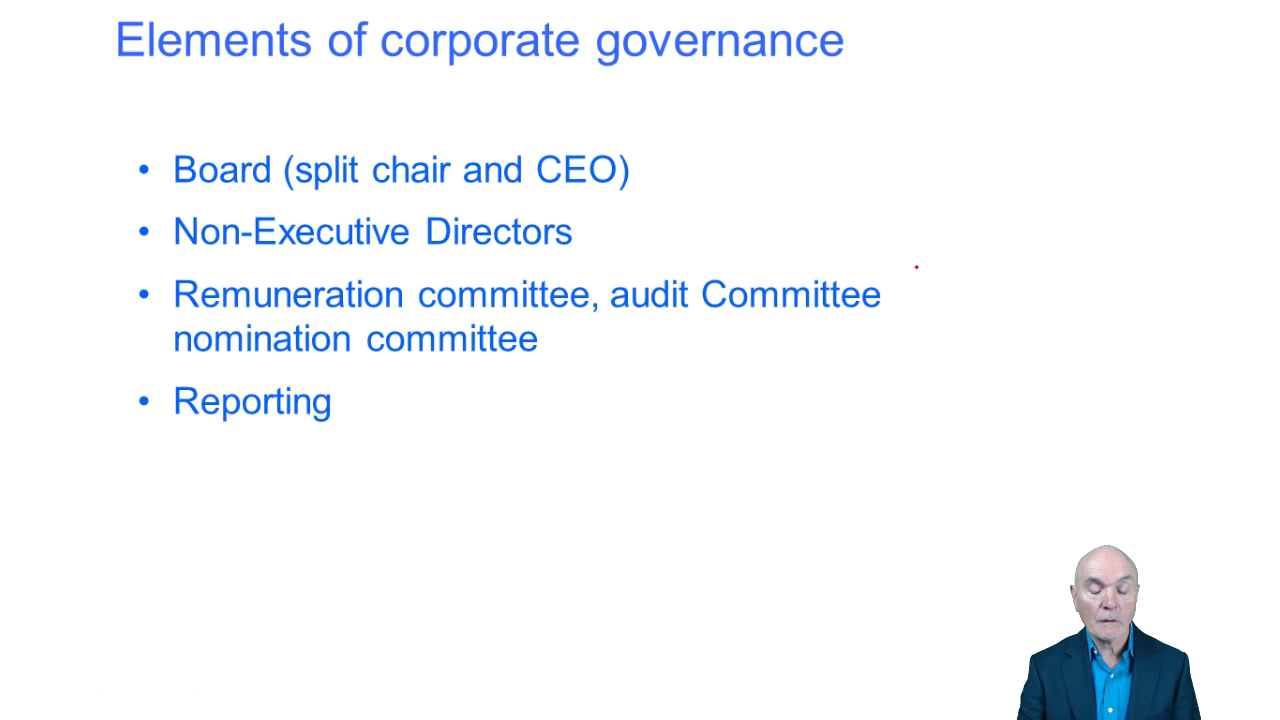 Elements of corporate governance
• Board (split chair and CEO)
• Non-Executive Directors
• Remuneration committee, audit Committee
nomination committee
• Reporting